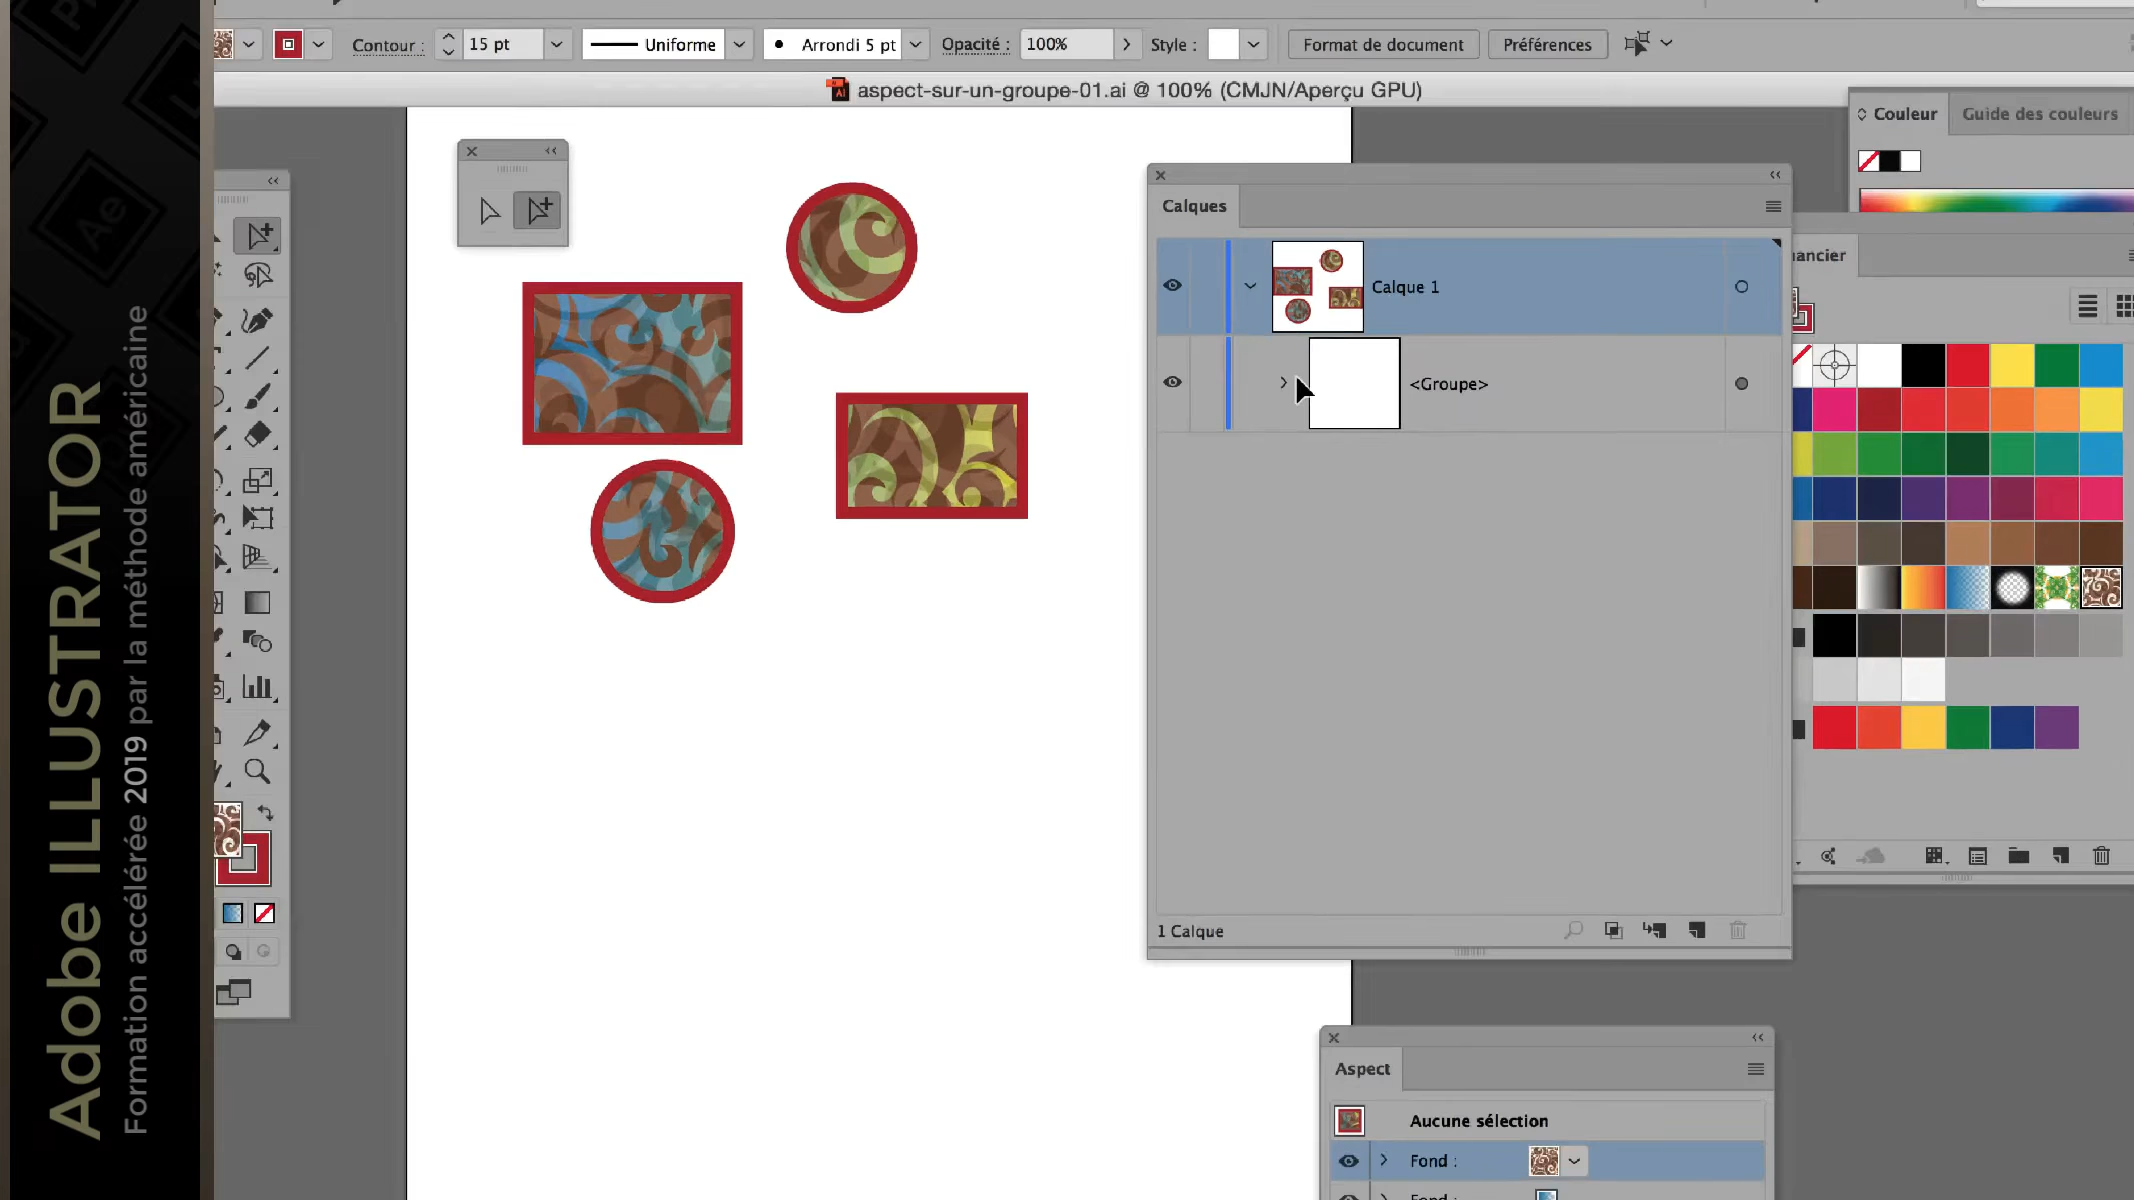 Contour :
15 pt
Uniforme
Arrondi 5 pt
Opacité :
100%
Style :
Format de document
Préférences
aspect-sur-un-groupe-01.ai @ 100% (CMJN/Aperçu GPU)
Couleur
Guide des couleurs
Calques
Calque 1
<Groupe>
1 Calque
ancier
Aspect
Aucune sélection
Fond :
Adobe ILLUSTRATOR
Formation accélérée 2019 par la méthode américaine
Ae